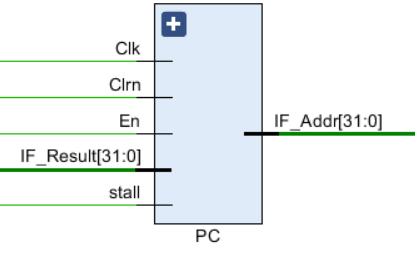 Clk
Clrn
En
IF_Result[31:0]
stall
IF_Addr[31:0]
PC